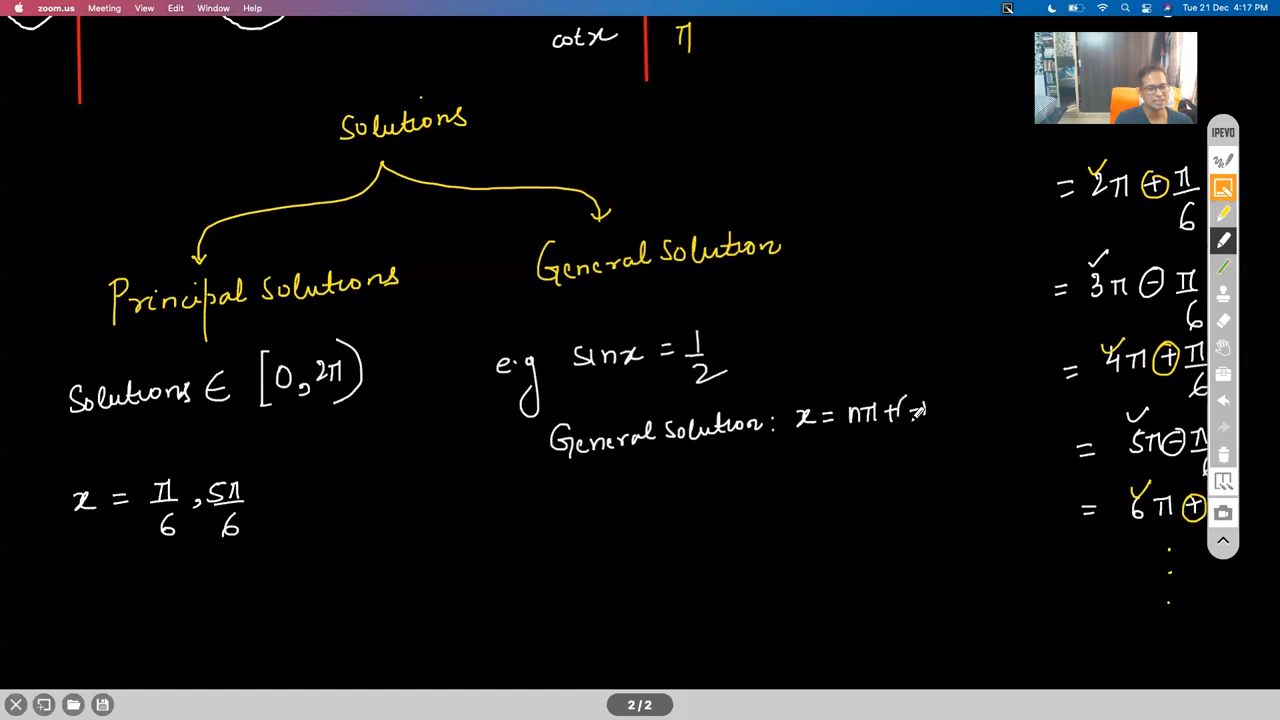 zoom.us Meeting View Edit Window Help Tue 21 Dec 4:17 PM
cot x π
Solutions
IPEVO
= 2π + π/6
Principal Solutions
General Solution
= 3π - π/6
Solutions ∈ [0, 2π)
e.g sin x = 1/2
= 4π + π/6
General Solution: x = nπ + (-
= 5π - π/6
x = π/6, 5π/6
= 6π +
2/2